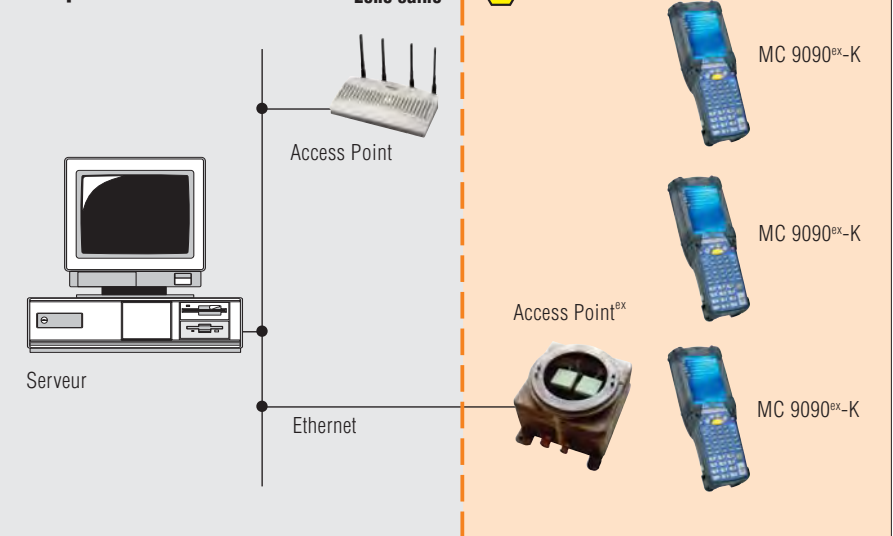 Access Point
MC 9090ex-K
MC 9090ex-K
Access Pointex
Serveur
MC 9090ex-K
Ethernet